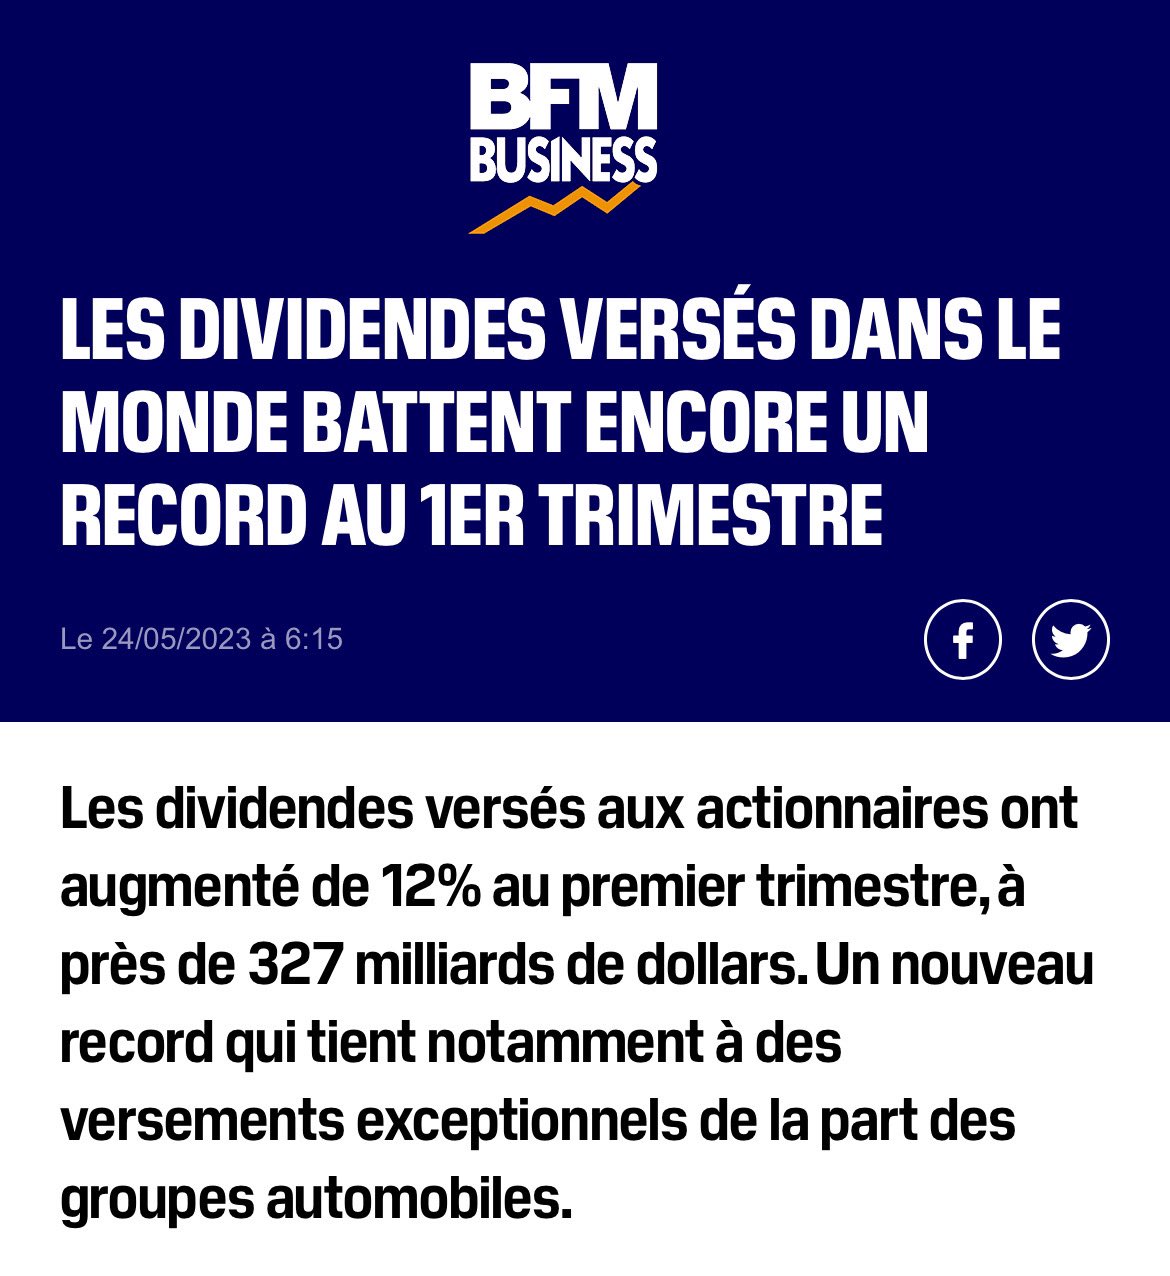 BFM
BUSINESS
LES DIVIDENDES VERSÉS DANS LE
MONDE BATTENT ENCORE UN
RECORD AU 1ER TRIMESTRE
Le 24/05/2023 à 6:15
Les dividendes versés aux actionnaires ont
augmenté de 12% au premier trimestre, à
près de 327 milliards de dollars. Un nouveau
record qui tient notamment à des
versements exceptionnels de la part des
groupes automobiles.